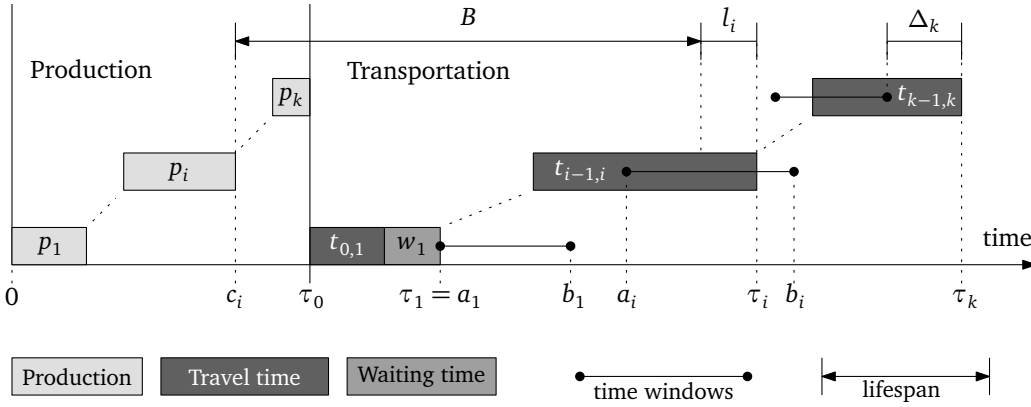 B
l_i
Δ_k
Production
Transportation
p_k
t_{k−1,k}
p_i
t_{i−1,i}
p_1
t_{0,1}
w_1
time
0
c_i
τ_0
τ_1 = a_1
b_1
a_i
τ_i
b_i
τ_k
Production
Travel time
Waiting time
time windows
lifespan